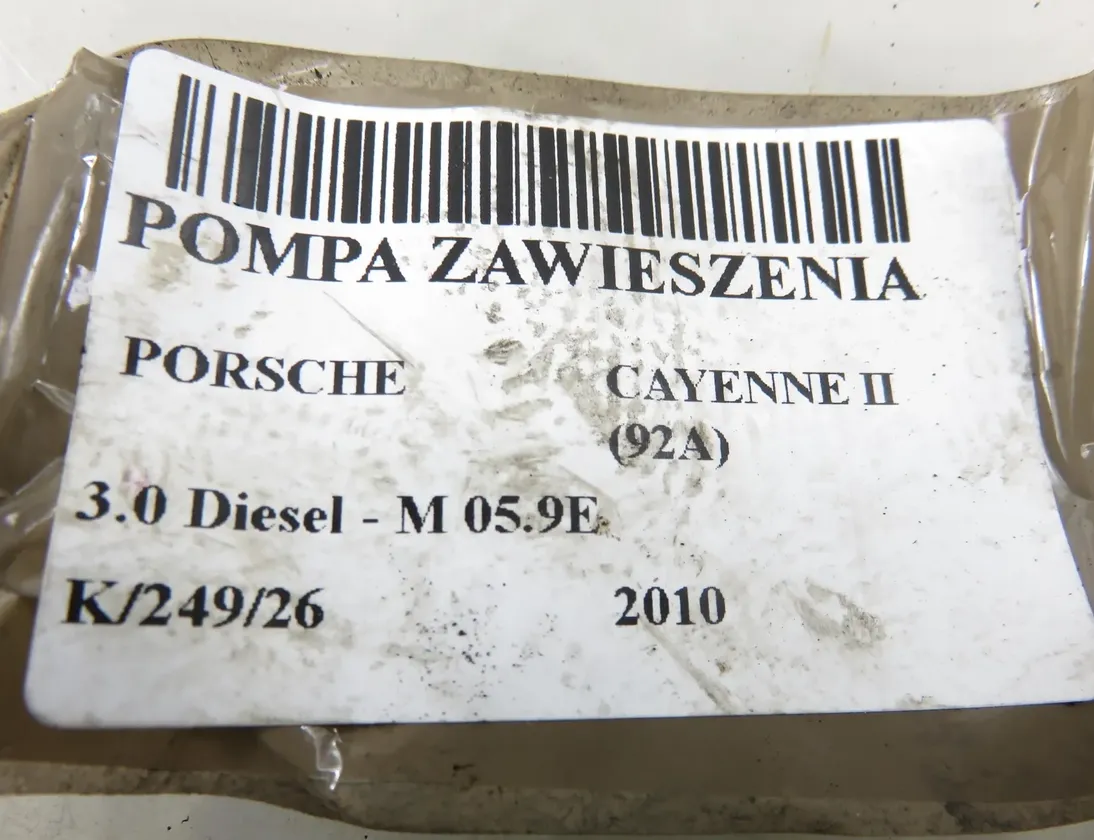 POMPA ZAWIESZENIA
PORSCHE CAYENNE II
(92A)
3.0 Diesel - M 05.9E
K/249/26 2010